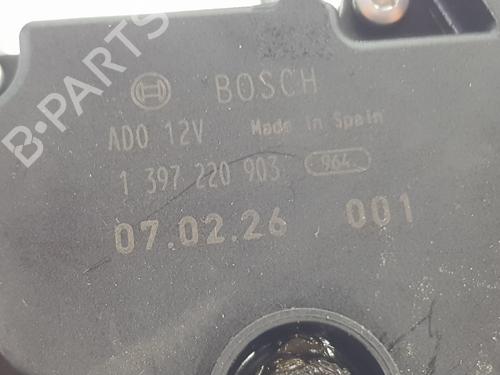 B-PARTS
BOSCH
ADO 12V Made in Spain
1 397 220 903 964
07.02.26 001